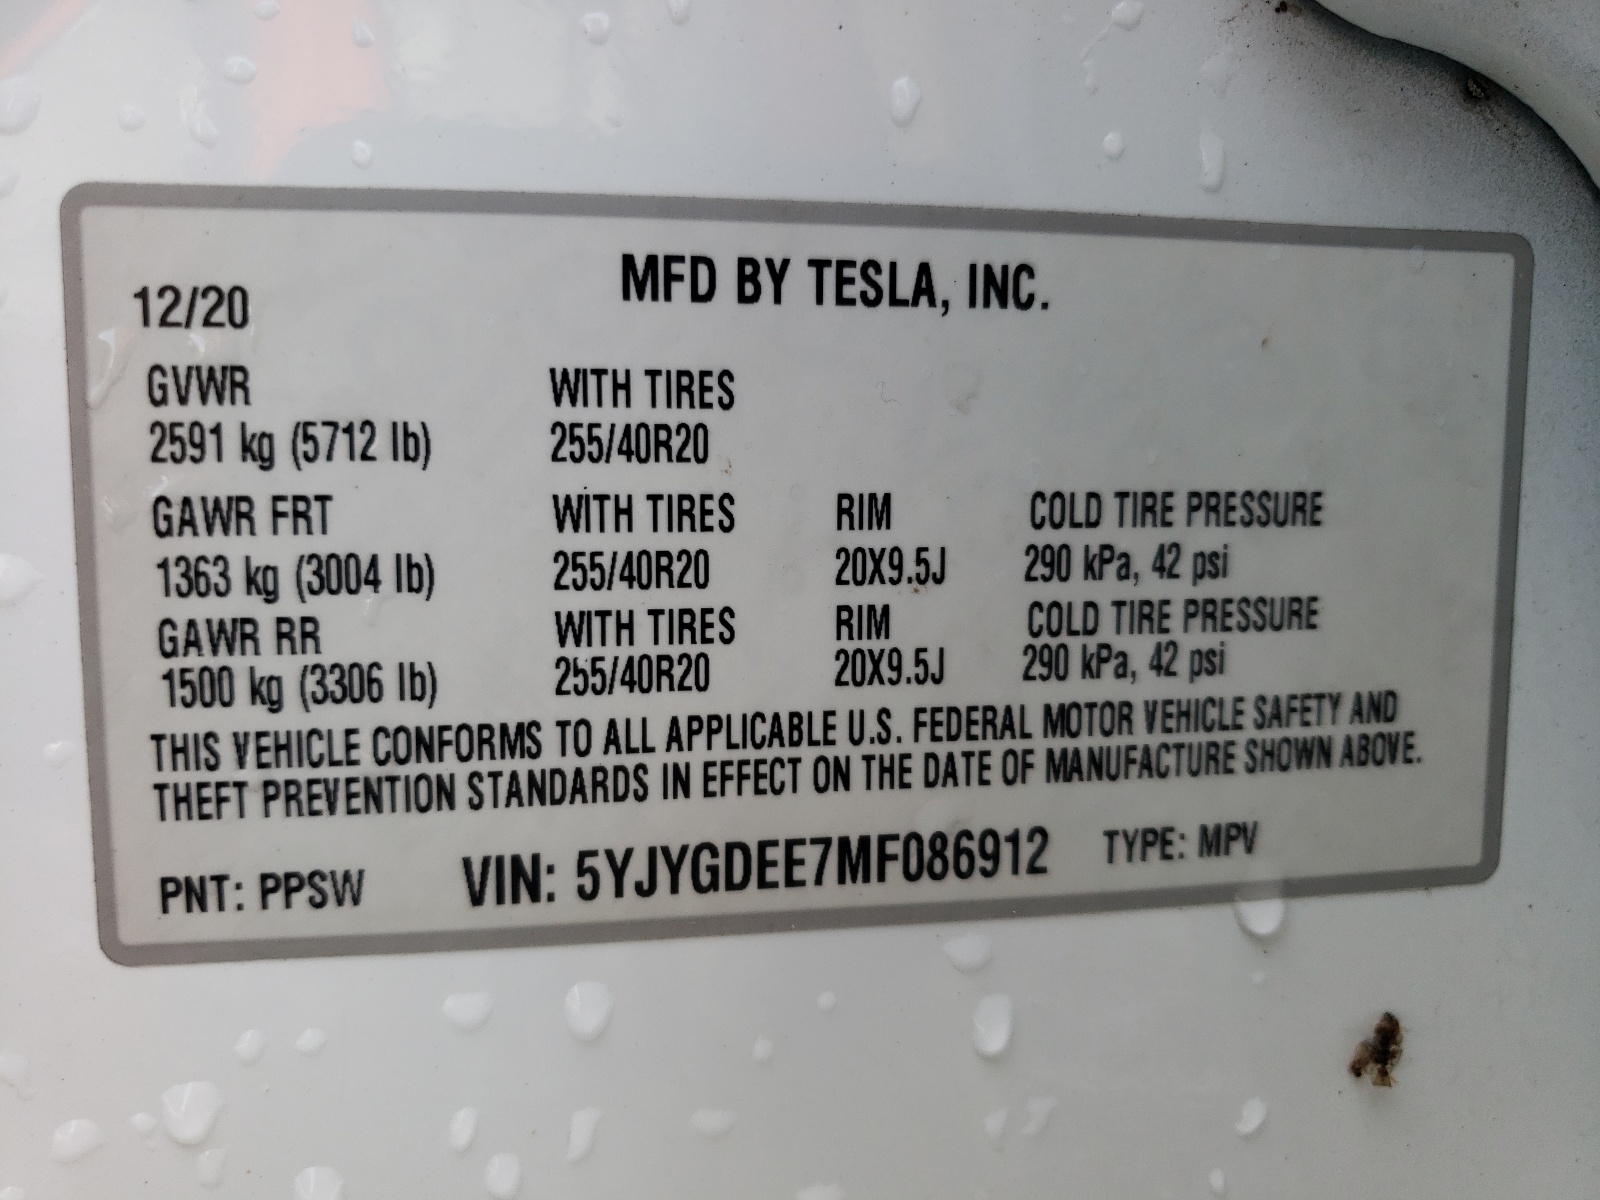 MFD BY TESLA, INC.
12/20
GVWR WITH TIRES
2591 kg (5712 lb) 255/40R20
GAWR FRT WITH TIRES RIM COLD TIRE PRESSURE
1363 kg (3004 lb) 255/40R20 20X9.5J 290 kPa, 42 psi
GAWR RR WITH TIRES RIM COLD TIRE PRESSURE
1500 kg (3306 lb) 255/40R20 20X9.5J 290 kPa, 42 psi
THIS VEHICLE CONFORMS TO ALL APPLICABLE U.S. FEDERAL MOTOR VEHICLE SAFETY AND
THEFT PREVENTION STANDARDS IN EFFECT ON THE DATE OF MANUFACTURE SHOWN ABOVE.
PNT: PPSW VIN: 5YJYGDEE7MF086912 TYPE: MPV